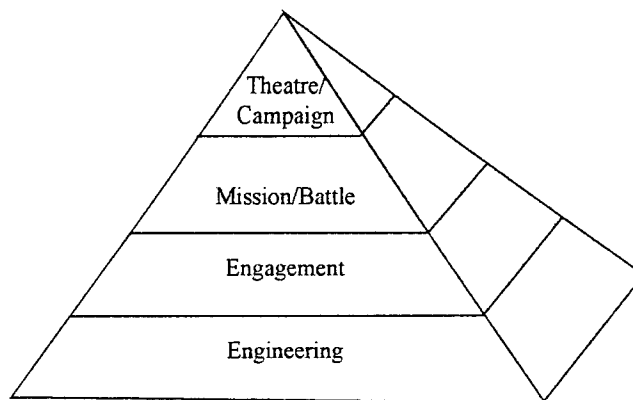 Theatre/
Campaign
Mission/Battle
Engagement
Engineering